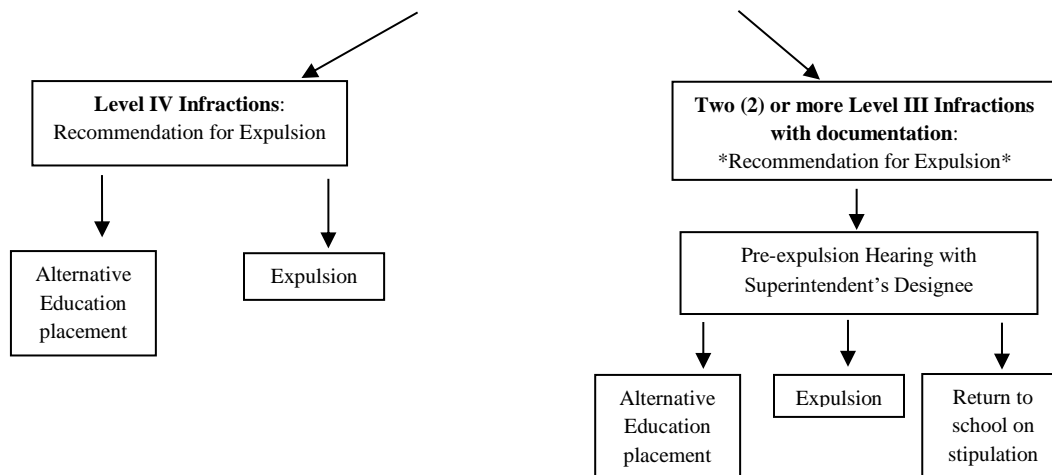 Level IV Infractions:
Recommendation for Expulsion
Two (2) or more Level III Infractions
with documentation:
*Recommendation for Expulsion*
Alternative
Education
placement
Expulsion
Pre-expulsion Hearing with
Superintendent’s Designee
Alternative
Education
placement
Expulsion
Return to
school on
stipulation